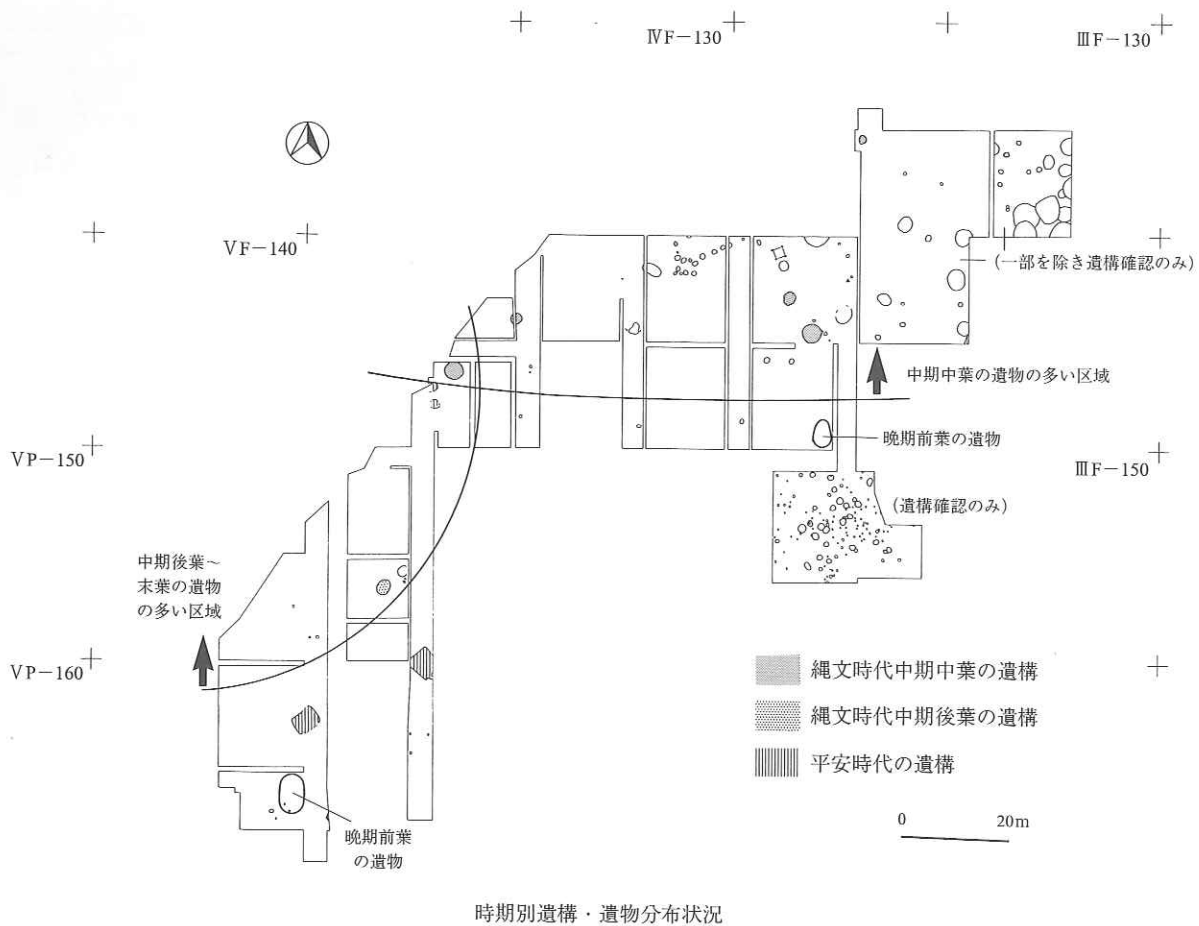 ⅣF-130
ⅢF-130
ⅤF-140
(一部を除き遺構確認のみ)
中期中葉の遺物の多い区域
晩期前葉の遺物
ⅤP-150
ⅢF-150
(遺構確認のみ)
中期後葉～
末葉の遺物
の多い区域
ⅤP-160
縄文時代中期中葉の遺構
縄文時代中期後葉の遺構
平安時代の遺構
0 20m
晩期前葉
の遺物
時期別遺構・遺物分布状況